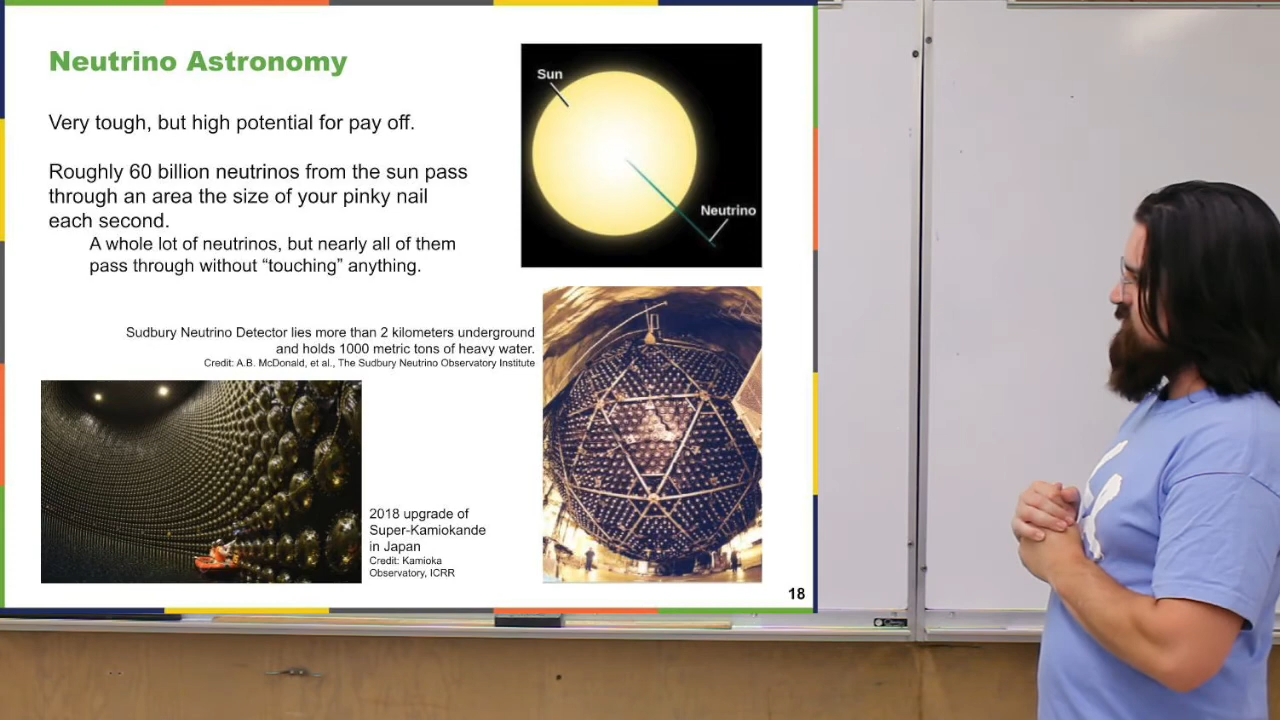 Neutrino Astronomy
Very tough, but high potential for pay off.
Roughly 60 billion neutrinos from the sun pass
through an area the size of your pinky nail
each second.
A whole lot of neutrinos, but nearly all of them
pass through without “touching” anything.
Sun
Neutrino
Sudbury Neutrino Detector lies more than 2 kilometers underground
and holds 1000 metric tons of heavy water.
Credit: A.B. McDonald, et al., The Sudbury Neutrino Observatory Institute
2018 upgrade of
Super-Kamiokande
in Japan
Credit: Kamioka
Observatory, ICRR
18